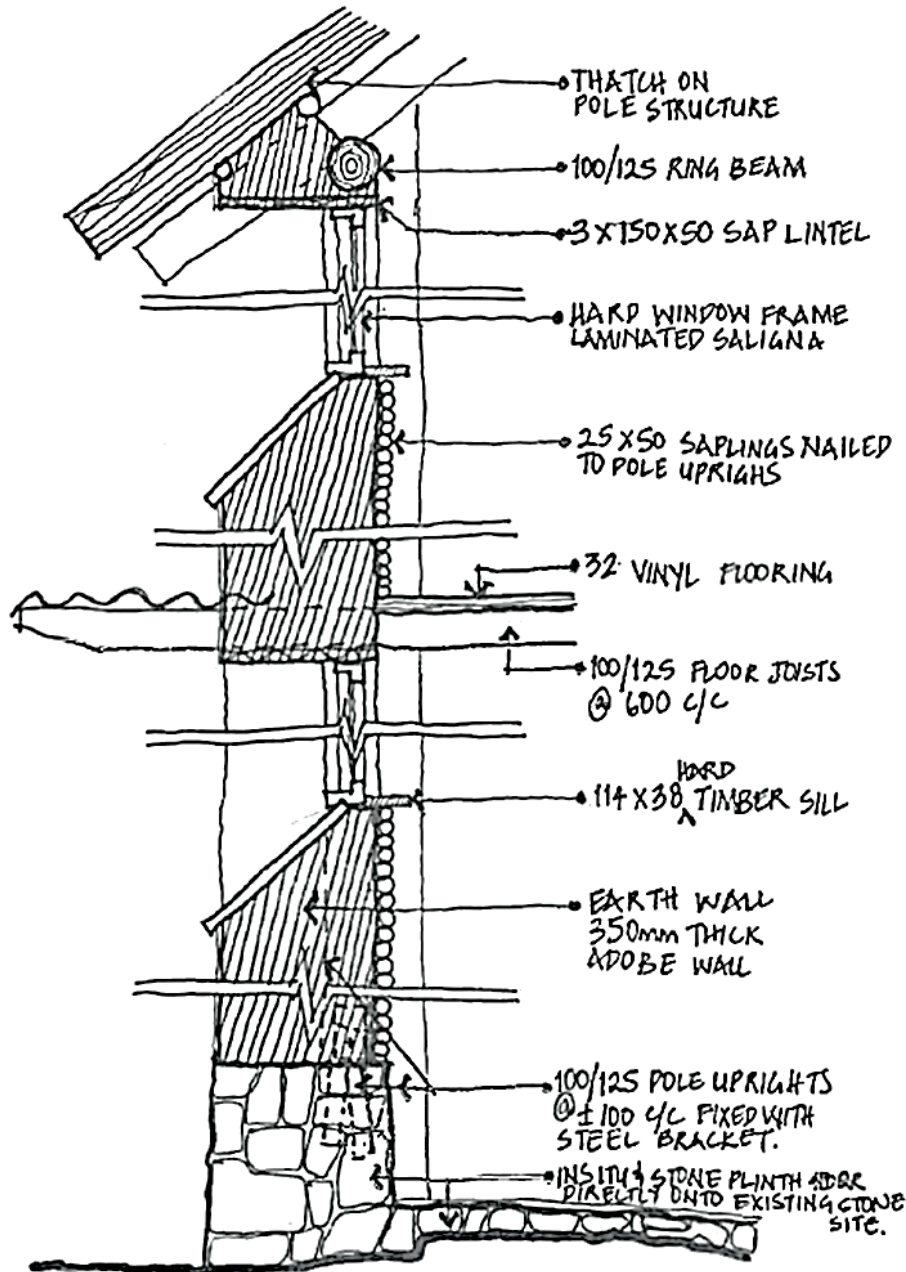 THATCH ON
POLE STRUCTURE
100/125 RING BEAM
3 X 150 X 50 SAP LINTEL
HARD WINDOW FRAME
LAMINATED SALIGNA
25 X 50 SAPLINGS NAILED
TO POLE UPRIGHS
32 VINYL FLOORING
100/125 FLOOR JOISTS
@ 600 C/C
HARD
114 X 38 TIMBER SILL
EARTH WALL
350mm THICK
ADOBE WALL
100/125 POLE UPRIGHTS
@ ±100 C/C FIXED WITH
STEEL BRACKET.
INSITU STONE PLINTH
DIRECTLY ONTO EXISTING STONE
SITE.